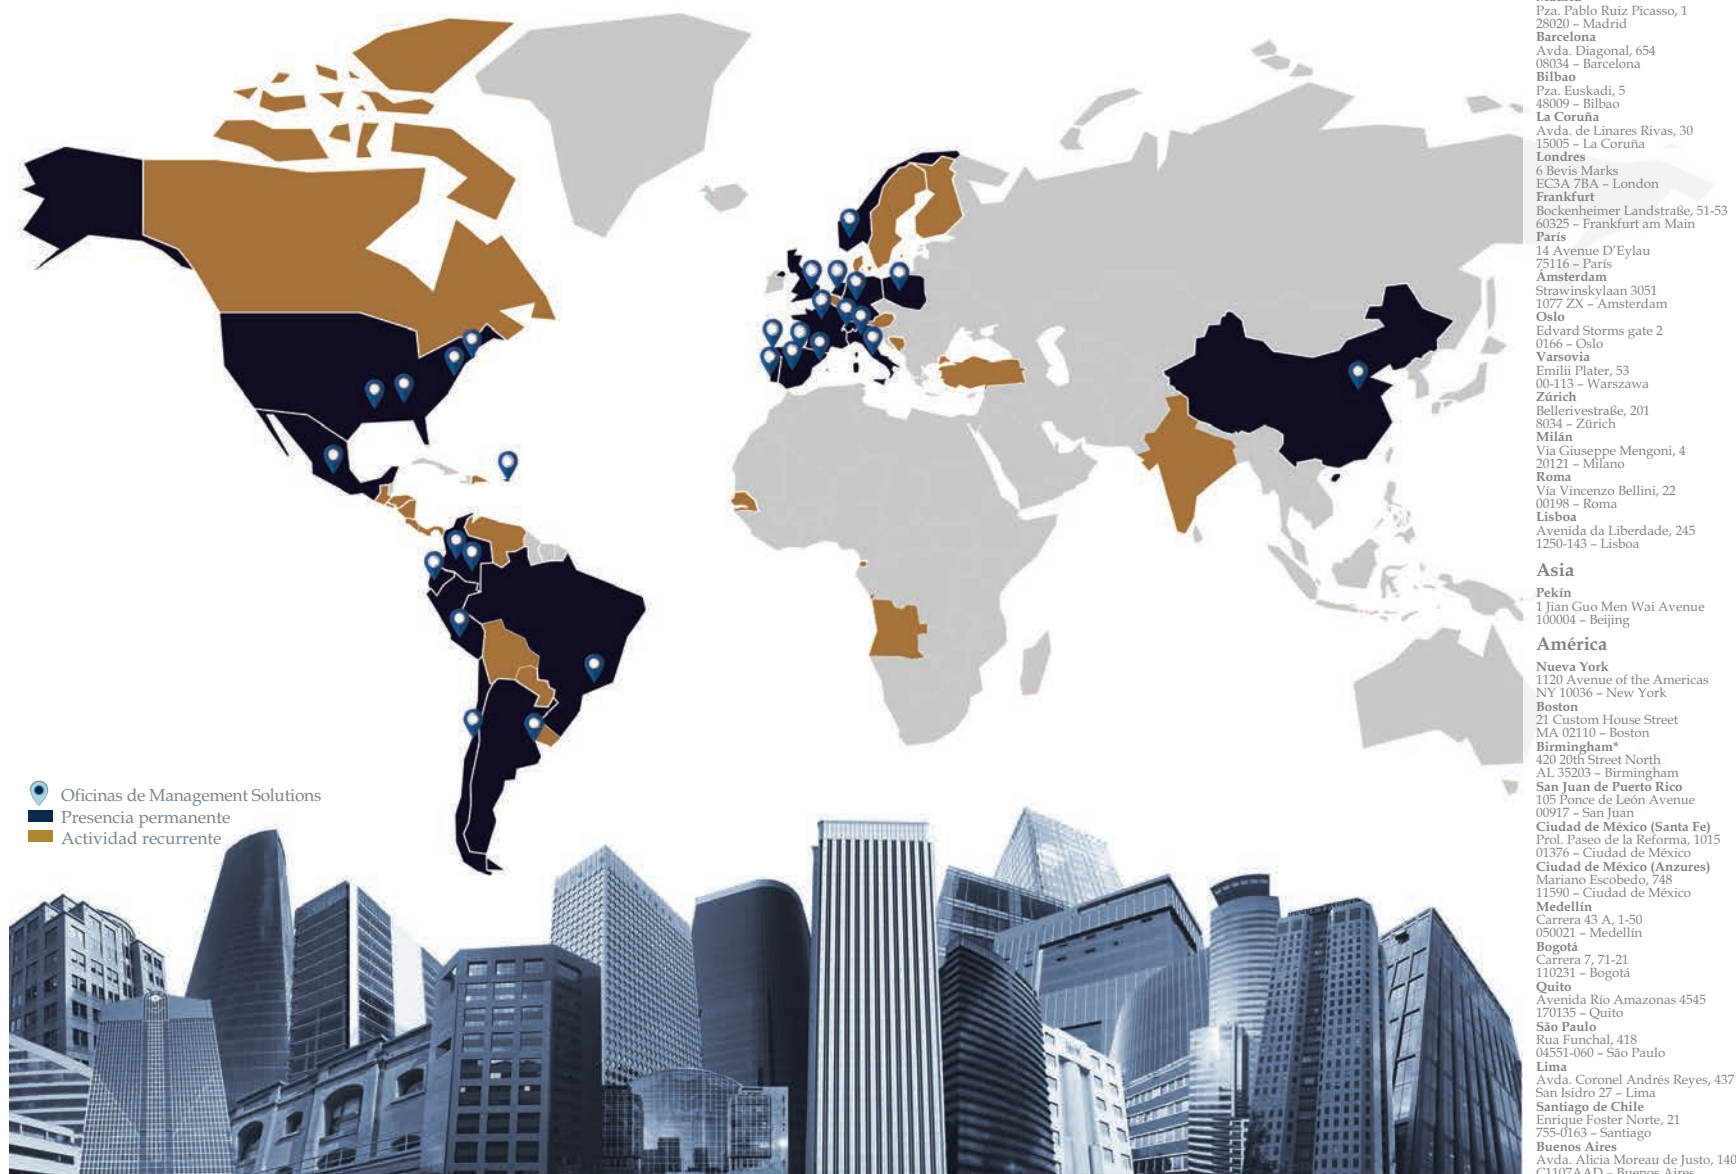 Pza. Pablo Ruiz Picasso, 1
28020 – Madrid
Barcelona
Avda. Diagonal, 654
08034 – Barcelona
Bilbao
Pza. Euskadi, 5
48009 – Bilbao
La Coruña
Avda. de Linares Rivas, 30
15005 – La Coruña
Londres
6 Bevis Marks
EC3A 7BA – London
Frankfurt
Bockenheimer Landstraße, 51-53
60325 – Frankfurt am Main
París
14 Avenue D’Eylau
75116 – París
Ámsterdam
Strawinskylaan 3051
1077 ZX – Amsterdam
Oslo
Edvard Storms gate 2
0166 – Oslo
Varsovia
Emilii Plater, 53
00-113 – Warszawa
Zúrich
Bellerivestraße, 201
8034 – Zürich
Milán
Via Giuseppe Mengoni, 4
20121 – Milano
Roma
Vía Vincenzo Bellini, 22
00198 – Roma
Lisboa
Avenida da Liberdade, 245
1250-143 – Lisboa
Asia
Pekín
1 Jian Guo Men Wai Avenue
100004 – Beijing
América
Nueva York
1120 Avenue of the Americas
NY 10036 – New York
Boston
21 Custom House Street
MA 02110 – Boston
Birmingham*
420 20th Street North
AL 35203 – Birmingham
San Juan de Puerto Rico
105 Ponce de León Avenue
00917 – San Juan
Ciudad de México (Santa Fe)
Prol. Paseo de la Reforma, 1015
01376 – Ciudad de México
Ciudad de México (Anzures)
Mariano Escobedo, 748
11590 – Ciudad de México
Medellín
Carrera 43 A, 1-50
050021 – Medellín
Bogotá
Carrera 7, 71-21
110231 – Bogotá
Quito
Avenida Río Amazonas 4545
170135 – Quito
São Paulo
Rua Funchal, 418
04551-060 – São Paulo
Lima
Avda. Coronel Andrés Reyes, 437
San Isidro 27 – Lima
Santiago de Chile
Enrique Foster Norte, 21
755-0163 – Santiago
Buenos Aires
Avda. Alicia Moreau de Justo, 140
C1107AAD – Buenos Aires
Oficinas de Management Solutions
Presencia permanente
Actividad recurrente